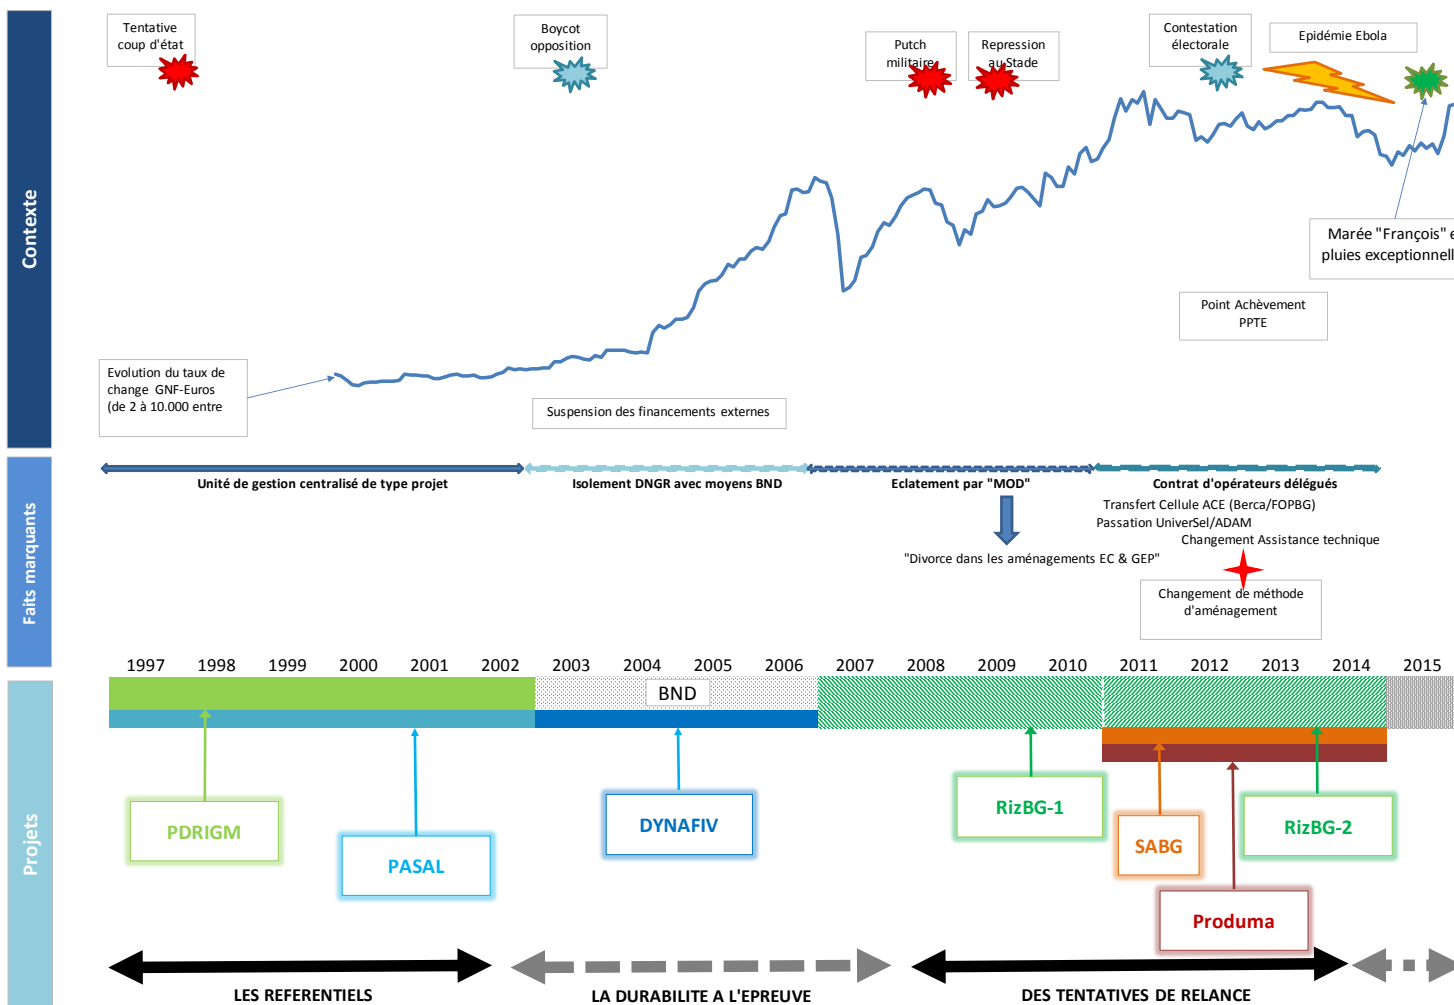 Tentative
coup d'état
Boycot
opposition
Putch
militaire
Repression
au Stade
Contestation
électorale
Epidémie Ebola
Contexte
Marée "François" e
pluies exceptionnell
Point Achèvement
PPTE
Evolution du taux de
change GNF-Euros
(de 2 à 10.000 entre
Suspension des financements externes
Faits marquants
Unité de gestion centralisé de type projet
Isolement DNGR avec moyens BND
Eclatement par "MOD"
Contrat d'opérateurs délégués
Transfert Cellule ACE (Berca/FOPBG)
Passation UniverSel/ADAM
Changement Assistance technique
"Divorce dans les aménagements EC & GEP"
Changement de méthode
d'aménagement
1997 1998 1999 2000 2001 2002 2003 2004 2005 2006 2007 2008 2009 2010 2011 2012 2013 2014 2015
Projets
BND
PDRIGM
PASAL
DYNAFIV
RizBG-1
SABG
RizBG-2
Produma
LES REFERENTIELS
LA DURABILITE A L'EPREUVE
DES TENTATIVES DE RELANCE